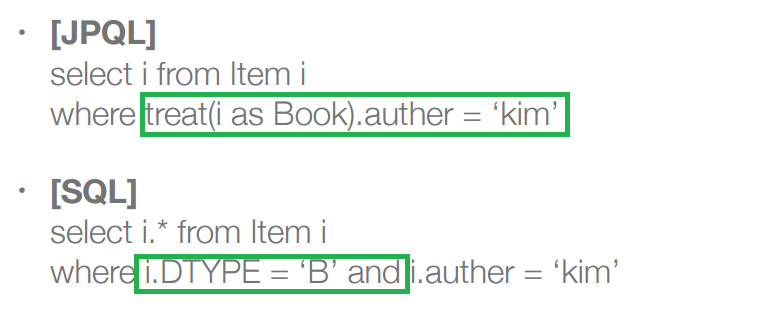 • [JPQL]
select i from Item i
where treat(i as Book).auther = ‘kim’
• [SQL]
select i.* from Item i
where i.DTYPE = ‘B’ and i.auther = ‘kim’